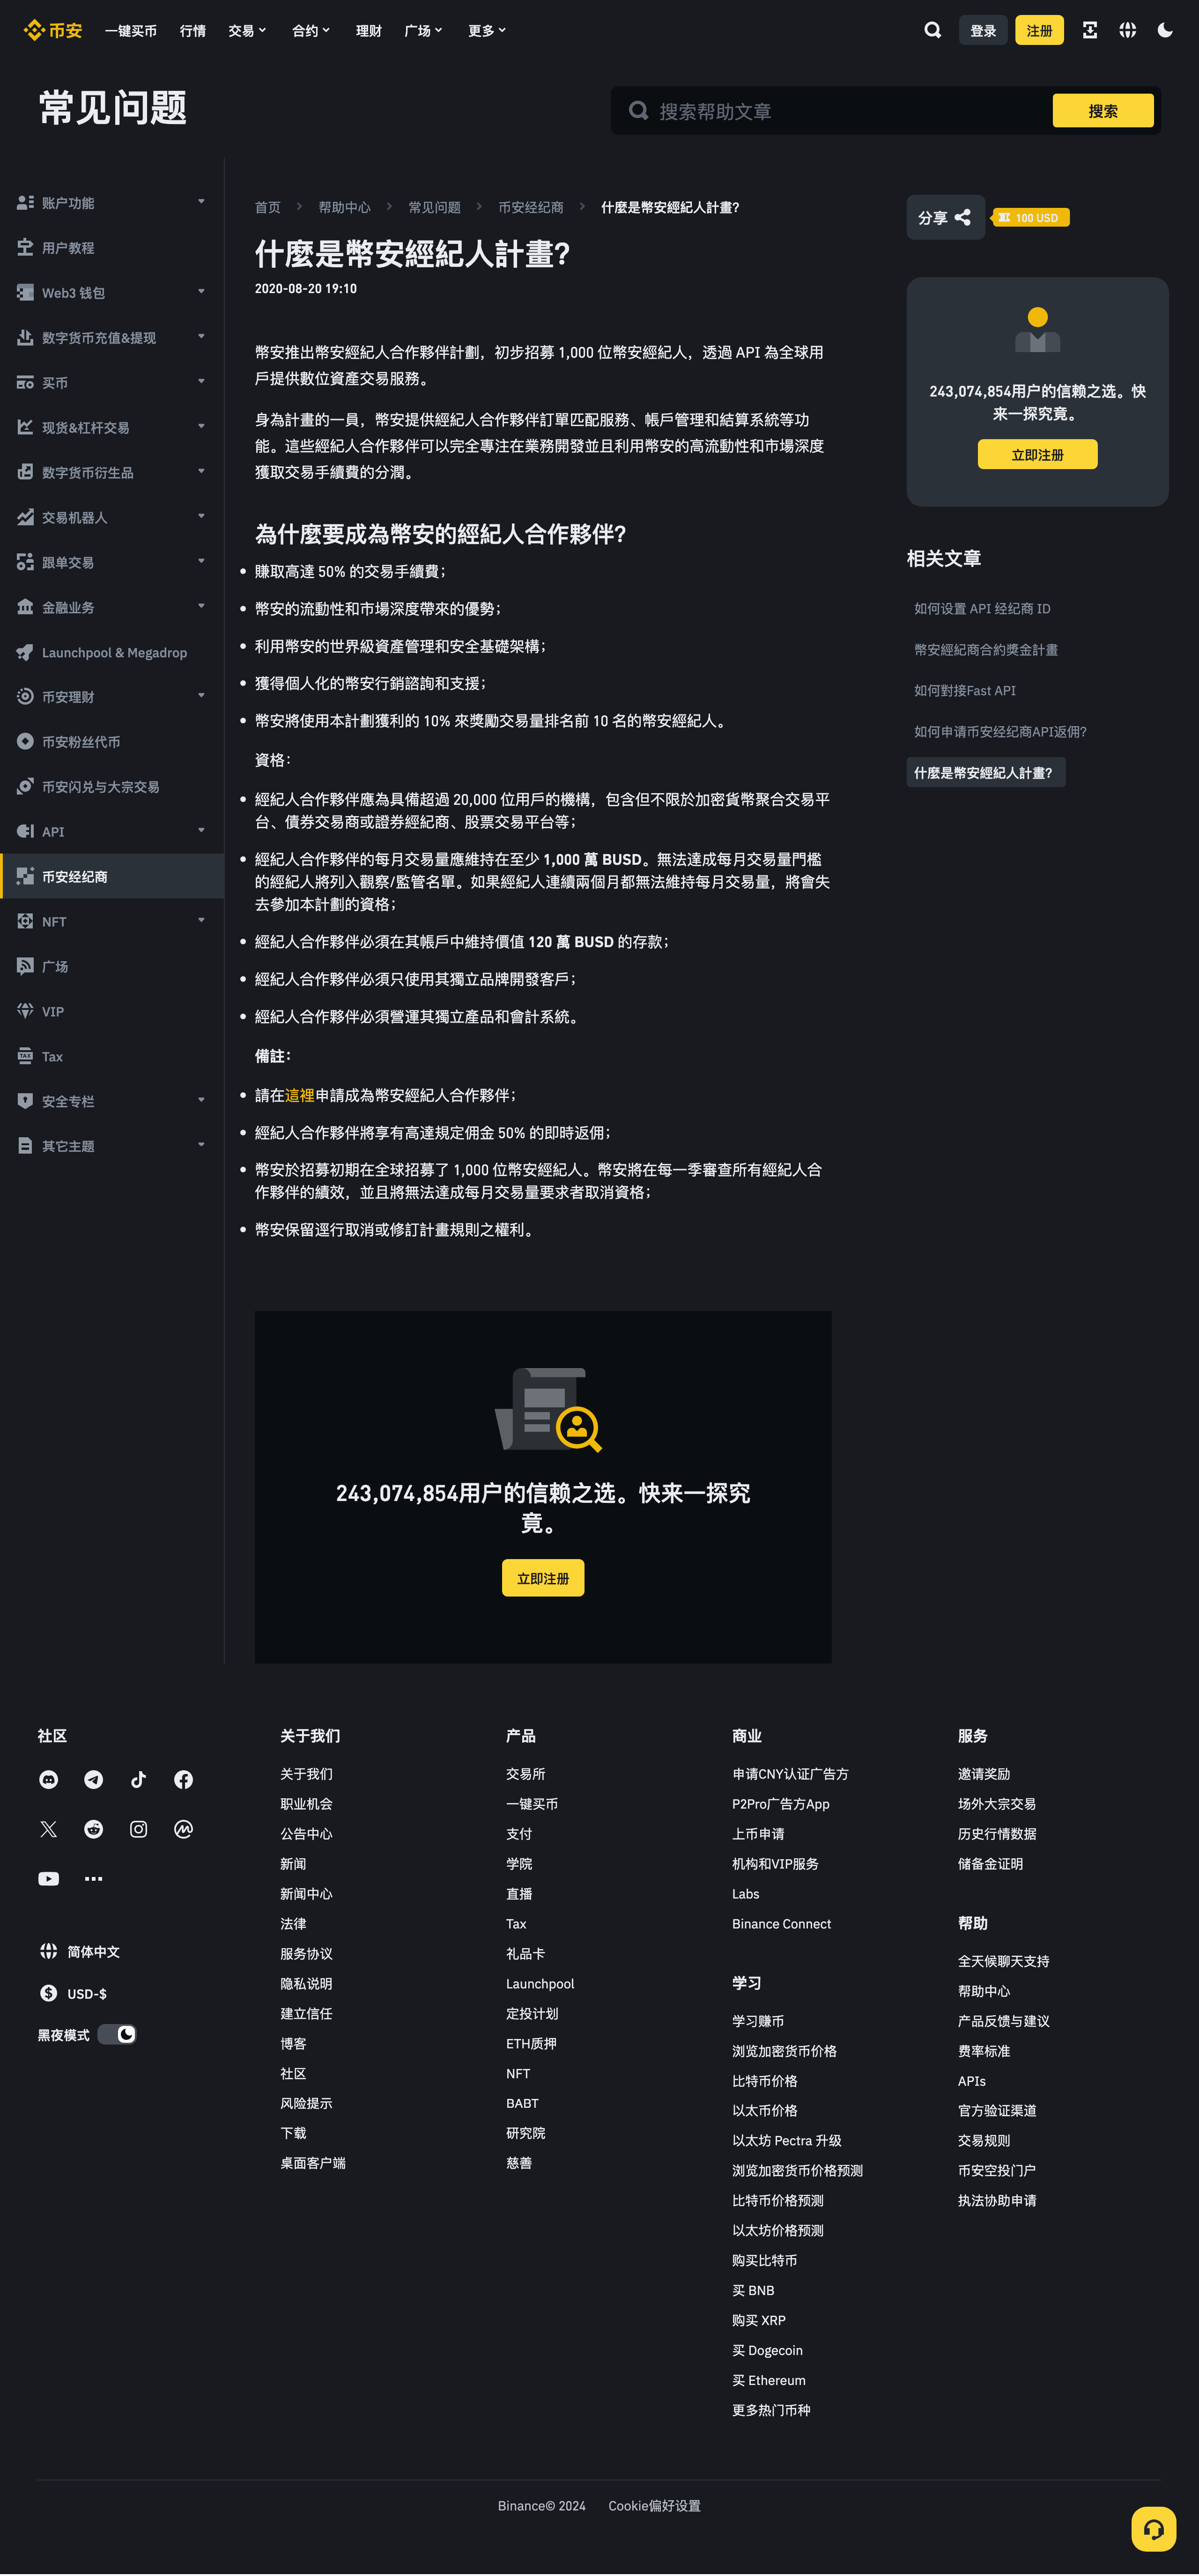 币安
一键买币
行情
交易
合约
理财
广场
更多
登录
注册
常见问题
搜索帮助文章
搜索
账户功能
用户教程
Web3 钱包
数字货币充值&提现
买币
现货&杠杆交易
数字货币衍生品
交易机器人
跟单交易
金融业务
Launchpool & Megadrop
币安理财
币安粉丝代币
币安闪兑与大宗交易
API
币安经纪商
NFT
广场
VIP
Tax
安全专栏
其它主题
首页
帮助中心
常见问题
币安经纪商
什麼是幣安經紀人計畫?
什麼是幣安經紀人計畫?
2020-08-20 19:10
幣安推出幣安經紀人合作夥伴計劃，初步招募 1,000 位幣安經紀人，透過 API 為全球用
戶提供數位資產交易服務。
身為計畫的一員，幣安提供經紀人合作夥伴訂單匹配服務、帳戶管理和結算系統等功
能。這些經紀人合作夥伴可以完全專注在業務開發並且利用幣安的高流動性和市場深度
獲取交易手續費的分潤。
為什麼要成為幣安的經紀人合作夥伴?
賺取高達 50% 的交易手續費；
幣安的流動性和市場深度帶來的優勢；
利用幣安的世界級資產管理和安全基礎架構；
獲得個人化的幣安行銷諮詢和支援；
幣安將使用本計劃獲利的 10% 來獎勵交易量排名前 10 名的幣安經紀人。
資格：
經紀人合作夥伴應為具備超過 20,000 位用戶的機構，包含但不限於加密貨幣聚合交易平
台、債券交易商或證券經紀商、股票交易平台等；
經紀人合作夥伴的每月交易量應維持在至少 1,000 萬 BUSD。無法達成每月交易量門檻
的經紀人將列入觀察/監管名單。如果經紀人連續兩個月都無法維持每月交易量，將會失
去參加本計劃的資格；
經紀人合作夥伴必須在其帳戶中維持價值 120 萬 BUSD 的存款；
經紀人合作夥伴必須只使用其獨立品牌開發客戶；
經紀人合作夥伴必須營運其獨立產品和會計系統。
備註：
請在這裡申請成為幣安經紀人合作夥伴；
經紀人合作夥伴將享有高達規定佣金 50% 的即時返佣；
幣安於招募初期在全球招募了 1,000 位幣安經紀人。幣安將在每一季審查所有經紀人合
作夥伴的績效，並且將無法達成每月交易量要求者取消資格；
幣安保留逕行取消或修訂計畫規則之權利。
243,074,854用户的信赖之选。快来一探究
竟。
立即注册
分享
100 USD
243,074,854用户的信赖之选。快
来一探究竟。
立即注册
相关文章
如何设置 API 经纪商 ID
幣安經紀商合約獎金計畫
如何對接Fast API
如何申请币安经纪商API返佣?
什麼是幣安經紀人計畫?
社区
简体中文
USD-$
黑夜模式
关于我们
关于我们
职业机会
公告中心
新闻
新闻中心
法律
服务协议
隐私说明
建立信任
博客
社区
风险提示
下载
桌面客户端
产品
交易所
一键买币
支付
学院
直播
Tax
礼品卡
Launchpool
定投计划
ETH质押
NFT
BABT
研究院
慈善
商业
申请CNY认证广告方
P2Pro广告方App
上币申请
机构和VIP服务
Labs
Binance Connect
学习
学习赚币
浏览加密货币价格
比特币价格
以太币价格
以太坊 Pectra 升级
浏览加密货币价格预测
比特币价格预测
以太坊价格预测
购买比特币
买 BNB
购买 XRP
买 Dogecoin
买 Ethereum
更多热门币种
服务
邀请奖励
场外大宗交易
历史行情数据
储备金证明
帮助
全天候聊天支持
帮助中心
产品反馈与建议
费率标准
APIs
官方验证渠道
交易规则
币安空投门户
执法协助申请
Binance© 2024
Cookie偏好设置